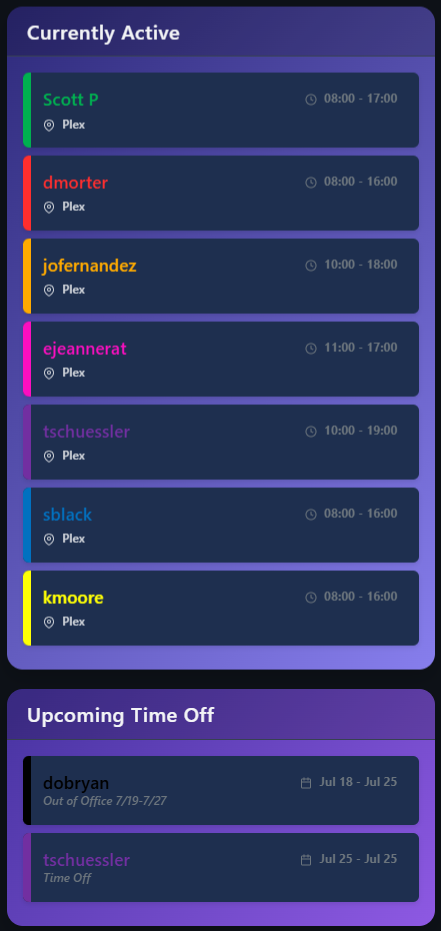 Currently Active
Scott P 08:00 - 17:00
Plex
dmorter 08:00 - 16:00
Plex
jofernandez 10:00 - 18:00
Plex
ejeannerat 11:00 - 17:00
Plex
tschuessler 10:00 - 19:00
Plex
sblack 08:00 - 16:00
Plex
kmoore 08:00 - 16:00
Plex
Upcoming Time Off
dobryan Jul 18 - Jul 25
Out of Office 7/19-7/27
tschuessler Jul 25 - Jul 25
Time Off